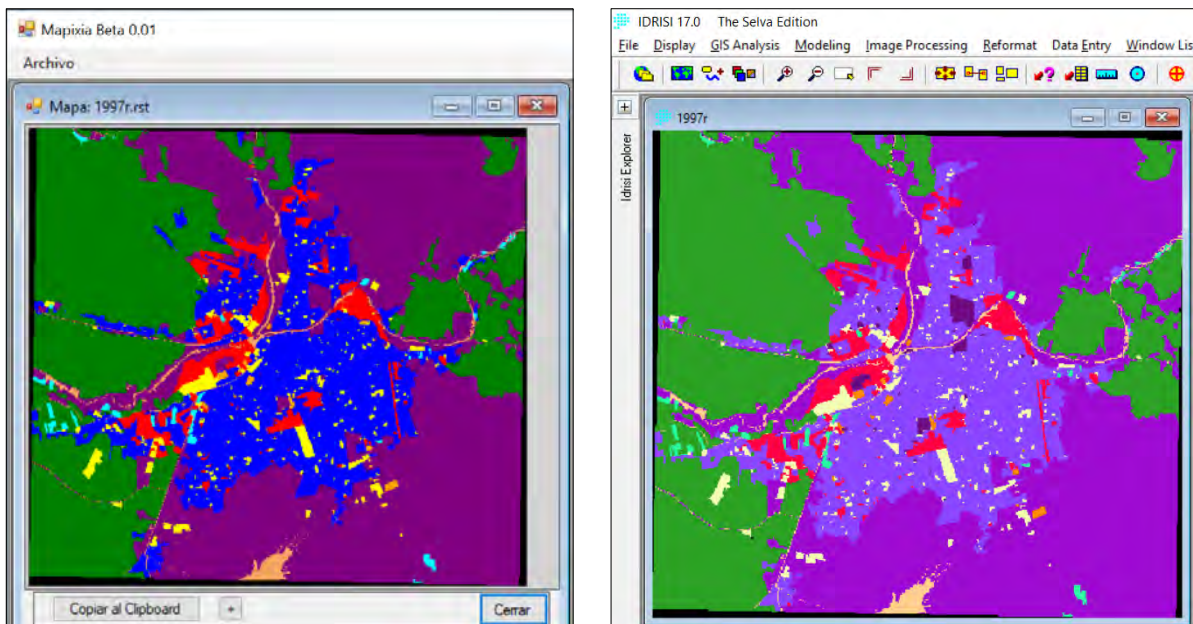 Mapixia Beta 0.01
Archivo
Mapa: 1997r.rst
Copiar al Clipboard
+
Cerrar
IDRISI 17.0 The Selva Edition
File Display GIS Analysis Modeling Image Processing Reformat Data Entry Window Lis
+
Idrisi Explorer
1997r